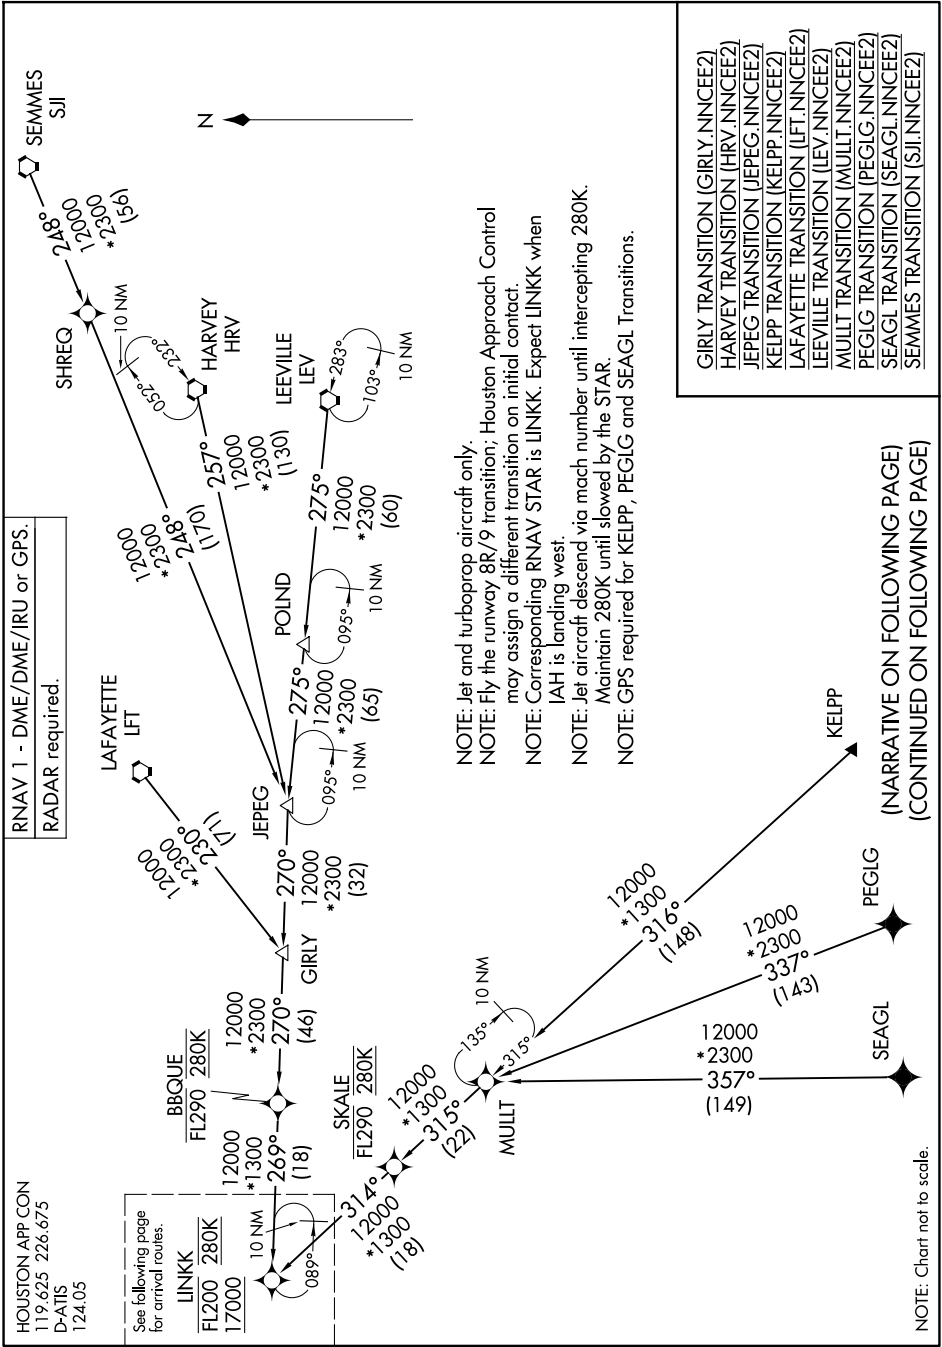 HOUSTON APP CON
119.625 226.675
D-ATIS
124.05
RNAV 1 - DME/DME/IRU or GPS.
RADAR required.
See following page
for arrival routes.
LINKK
FL200 280K
17000
10 NM
089°
12000
*1300
269°
(18)
BBQUE
FL290 280K
12000
*2300
270°
(46)
GIRLY
LAFAYETTE
LFT
12000
*2300
230°
(71)
270°
12000
*2300
(32)
JEPEG
095°
10 NM
275°
12000
*2300
(65)
POLND
095°
10 NM
275°
12000
*2300
(60)
LEEVILLE
LEV
283°
103°
10 NM
257°
12000
*2300
(130)
HARVEY
HRV
052°
232°
10 NM
12000
*2300
248°
(170)
SHREQ
248°
12000
*2300
(56)
SEMMES
SJI
N
SKALE
FL290 280K
314°
12000
*1300
(18)
12000
*1300
315°
(22)
MULLT
135°
315°
10 NM
12000
*1300
316°
(148)
KELPP
12000
*2300
337°
(143)
PEGLG
12000
*2300
357°
(149)
SEAGL
NOTE: Jet and turboprop aircraft only.
NOTE: Fly the runway 8R/9 transition; Houston Approach Control
may assign a different transition on initial contact.
NOTE: Corresponding RNAV STAR is LINKK. Expect LINKK when
IAH is landing west.
NOTE: Jet aircraft descend via mach number until intercepting 280K.
Maintain 280K until slowed by the STAR.
NOTE: GPS required for KELPP, PEGLG and SEAGL Transitions.
GIRLY TRANSITION (GIRLY.NNCEE2)
HARVEY TRANSITION (HRV.NNCEE2)
JEPEG TRANSITION (JEPEG.NNCEE2)
KELPP TRANSITION (KELPP.NNCEE2)
LAFAYETTE TRANSITION (LFT.NNCEE2)
LEEVILLE TRANSITION (LEV.NNCEE2)
MULLT TRANSITION (MULLT.NNCEE2)
PEGLG TRANSITION (PEGLG.NNCEE2)
SEAGL TRANSITION (SEAGL.NNCEE2)
SEMMES TRANSITION (SJI.NNCEE2)
(NARRATIVE ON FOLLOWING PAGE)
(CONTINUED ON FOLLOWING PAGE)
NOTE: Chart not to scale.